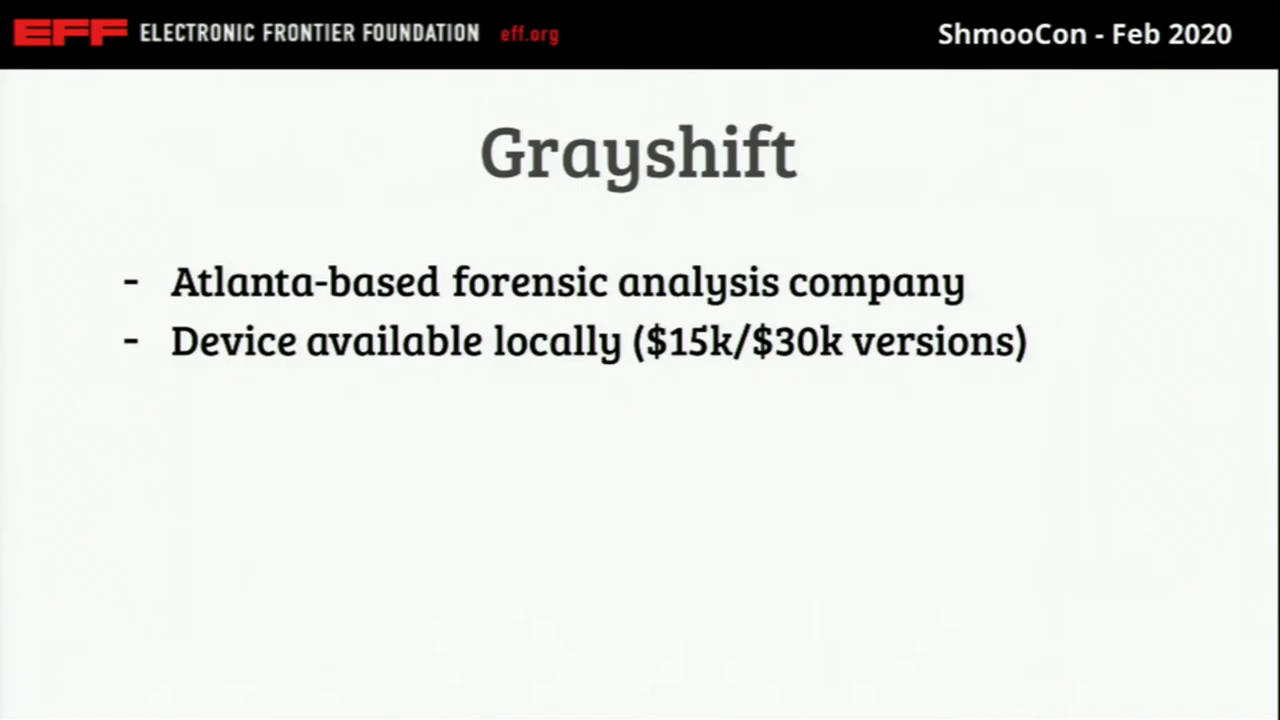 EFF ELECTRONIC FRONTIER FOUNDATION eff.org ShmooCon - Feb 2020
Grayshift
- Atlanta-based forensic analysis company
- Device available locally ($15k/$30k versions)